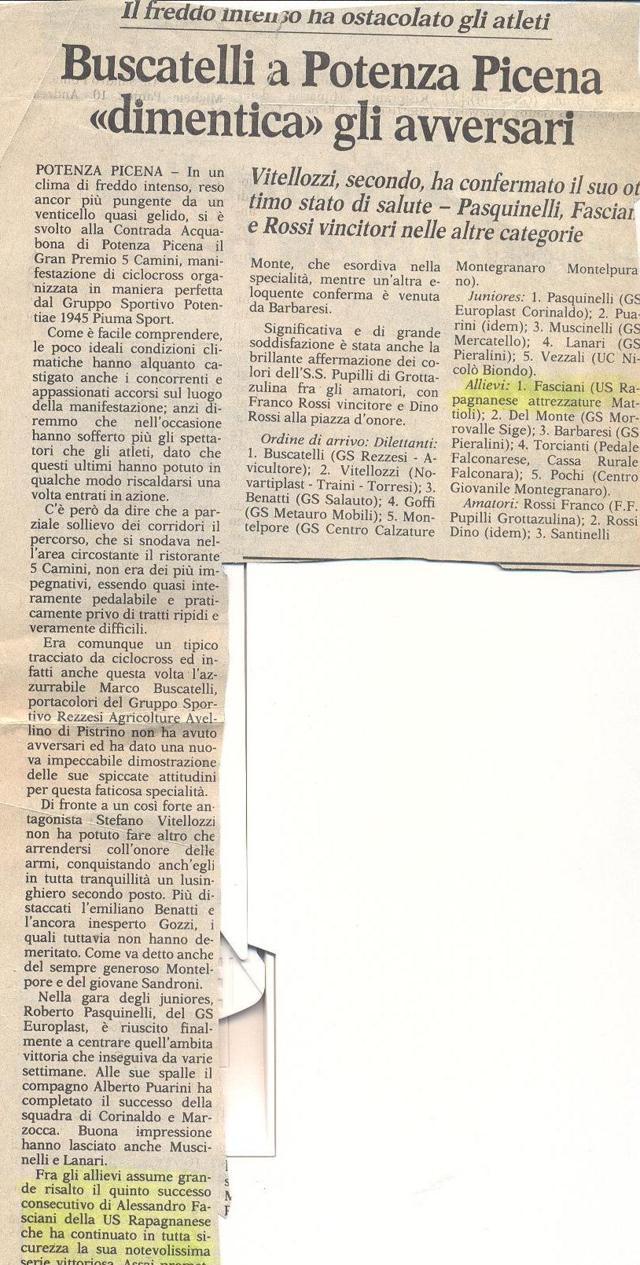 Il freddo intenso ha ostacolato gli atleti
Buscatelli a Potenza Picena
«dimentica» gli avversari
Vitellozzi, secondo, ha confermato il suo ot
timo stato di salute – Pasquinelli, Fascian
e Rossi vincitori nelle altre categorie
POTENZA PICENA – In un
clima di freddo intenso, reso
ancor più pungente da un
venticello quasi gelido, si è
svolto alla Contrada Acqua-
bona di Potenza Picena il
Gran Premio 5 Camini, mani-
festazione di ciclocross orga-
nizzata in maniera perfetta
dal Gruppo Sportivo Poten-
tiae 1945 Piuma Sport.
Come è facile comprendere,
le poco ideali condizioni cli-
matiche hanno alquanto ca-
stigato anche i concorrenti e
appassionati accorsi sul luogo
della manifestazione; anzi di-
remmo che nell'occasione
hanno sofferto più gli spetta-
tori che gli atleti, dato che
questi ultimi hanno potuto in
qualche modo riscaldarsi una
volta entrati in azione.
C'è però da dire che a par-
ziale sollievo dei corridori il
percorso, che si snodava nel-
l'area circostante il ristorante
5 Camini, non era dei più im-
pegnativi, essendo quasi inte-
ramente pedalabile e prati-
camente privo di tratti ripidi e
veramente difficili.
Era comunque un tipico
tracciato da ciclocross ed in-
fatti anche questa volta l'az-
zurrabile Marco Buscatelli,
portacolori del Gruppo Spor-
tivo Rezzesi Agricolture Avel-
lino di Pistrino non ha avuto
avversari ed ha dato una nuo-
va impeccabile dimostrazione
delle sue spiccate attitudini
per questa faticosa specialità.
Di fronte a un così forte an-
tagonista Stefano Vitellozzi
non ha potuto fare altro che
arrendersi coll'onore delle
armi, conquistando anch'egli
in tutta tranquillità un lusin-
ghiero secondo posto. Più di-
staccati l'emiliano Benatti e
l'ancora inesperto Gozzi, i
quali tuttavia non hanno de-
meritato. Come va detto anche
del sempre generoso Montel-
pore e del giovane Sandroni.
Nella gara degli juniores,
Roberto Pasquinelli, del GS
Europlast, è riuscito final-
mente a centrare quell'ambita
vittoria che inseguiva da varie
settimane. Alle sue spalle il
compagno Alberto Puarini ha
completato il successo della
squadra di Corinaldo e Mar-
zocca. Buona impressione
hanno lasciato anche Musci-
nelli e Lanari.
Fra gli allievi assume gran-
de risalto il quinto successo
consecutivo di Alessandro Fa-
sciani della US Rapagnanese
che ha continuato in tutta si-
curezza la sua notevolissima
serie vittoriosa. Assai promet-
Monte, che esordiva nella
specialità, mentre un'altra e-
loquente conferma è venuta
da Barbaresi.
Significativa e di grande
soddisfazione è stata anche la
brillante affermazione dei co-
lori dell'S.S. Pupilli di Grotta-
zulina fra gli amatori, con
Franco Rossi vincitore e Dino
Rossi alla piazza d'onore.
Ordine di arrivo: Dilettanti:
1. Buscatelli (GS Rezzesi - A-
vicultore); 2. Vitellozzi (No-
vartiplast - Traini - Torresi); 3.
Benatti (GS Salauto); 4. Goffi
(GS Metauro Mobili); 5. Mon-
telpore (GS Centro Calzature
Montegranaro Montelpura
no).
Juniores: 1. Pasquinelli (GS
Europlast Corinaldo); 2. Pua-
rini (idem); 3. Muscinelli (GS
Mercatello); 4. Lanari (GS
Pieralini); 5. Vezzali (UC Ni-
colò Biondo).
Allievi: 1. Fasciani (US Ra-
pagnanese attrezzature Mat-
tioli); 2. Del Monte (GS Mor-
rovalle Sige); 3. Barbaresi (GS
Pieralini); 4. Torcianti (Pedale
Falconarese, Cassa Rurale
Falconara); 5. Pochi (Centro
Giovanile Montegranaro).
Amatori: Rossi Franco (F.F.
Pupilli Grottazulina); 2. Rossi
Dino (idem); 3. Santinelli